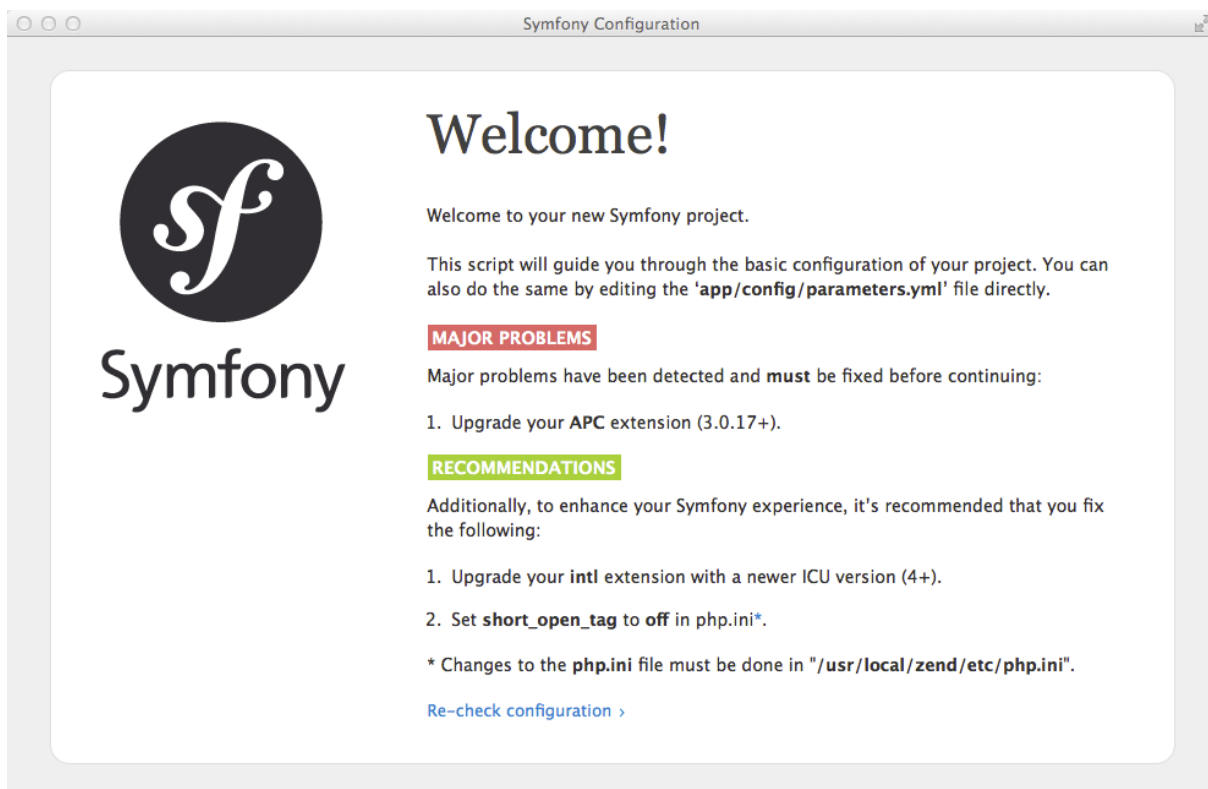 Symfony Configuration
Welcome!
sf
Symfony
Welcome to your new Symfony project.
This script will guide you through the basic configuration of your project. You can
also do the same by editing the ‘app/config/parameters.yml’ file directly.
MAJOR PROBLEMS
Major problems have been detected and must be fixed before continuing:
1. Upgrade your APC extension (3.0.17+).
RECOMMENDATIONS
Additionally, to enhance your Symfony experience, it’s recommended that you fix
the following:
1. Upgrade your intl extension with a newer ICU version (4+).
2. Set short_open_tag to off in php.ini*.
* Changes to the php.ini file must be done in "/usr/local/zend/etc/php.ini".
Re-check configuration ›